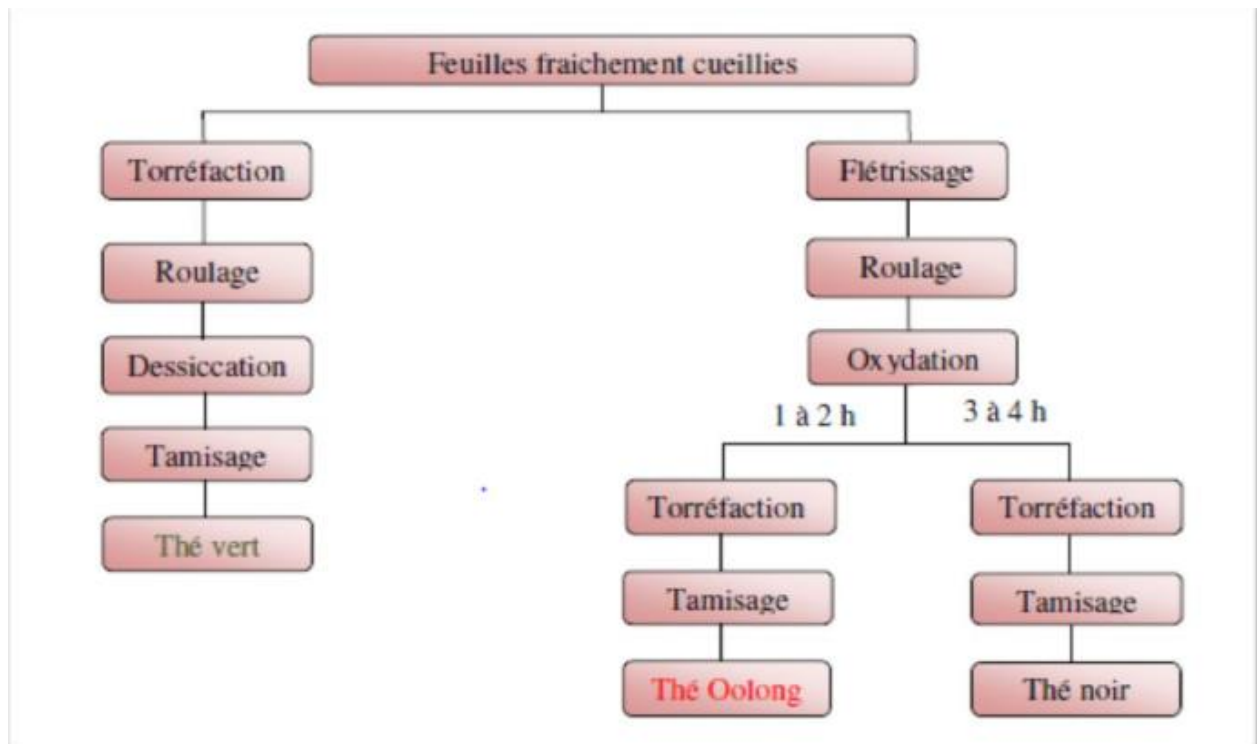 Feuilles fraichement cueillies
Torréfaction
Roulage
Dessiccation
Tamisage
Thé vert
Flétrissage
Roulage
Oxydation
1 à 2 h
3 à 4 h
Torréfaction
Tamisage
Thé Oolong
Torréfaction
Tamisage
Thé noir